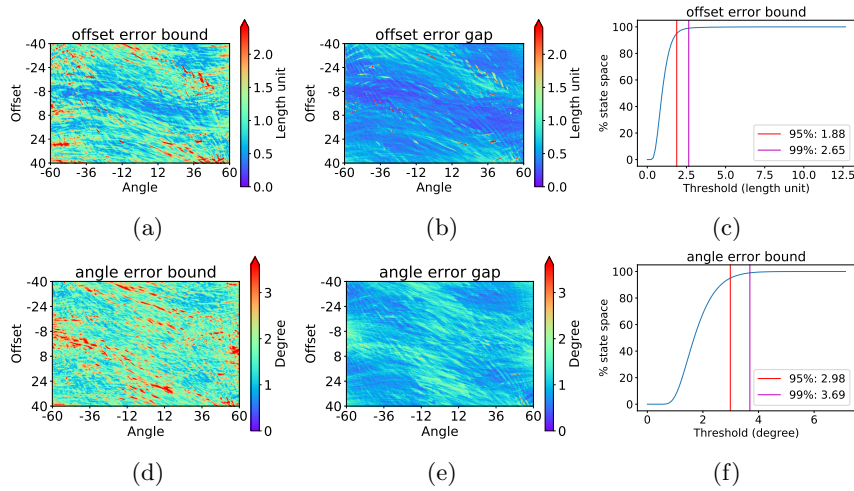 offset error bound
-40
-24
-8
8
24
40
Offset
-60 -36 -12 12 36 60
Angle
2.0
1.5
1.0
0.5
0.0
Length unit
(a)
offset error gap
-40
-24
-8
8
24
40
Offset
-60 -36 -12 12 36 60
Angle
2.0
1.5
1.0
0.5
0.0
Length unit
(b)
offset error bound
100
80
60
40
20
0
% state space
95%: 1.88
99%: 2.65
0.0 2.5 5.0 7.5 10.0 12.5
Threshold (length unit)
(c)
angle error bound
-40
-24
-8
8
24
40
Offset
-60 -36 -12 12 36 60
Angle
3
2
1
0
Degree
(d)
angle error gap
-40
-24
-8
8
24
40
Offset
-60 -36 -12 12 36 60
Angle
3
2
1
0
Degree
(e)
angle error bound
100
80
60
40
20
0
% state space
95%: 2.98
99%: 3.69
0 2 4 6
Threshold (degree)
(f)